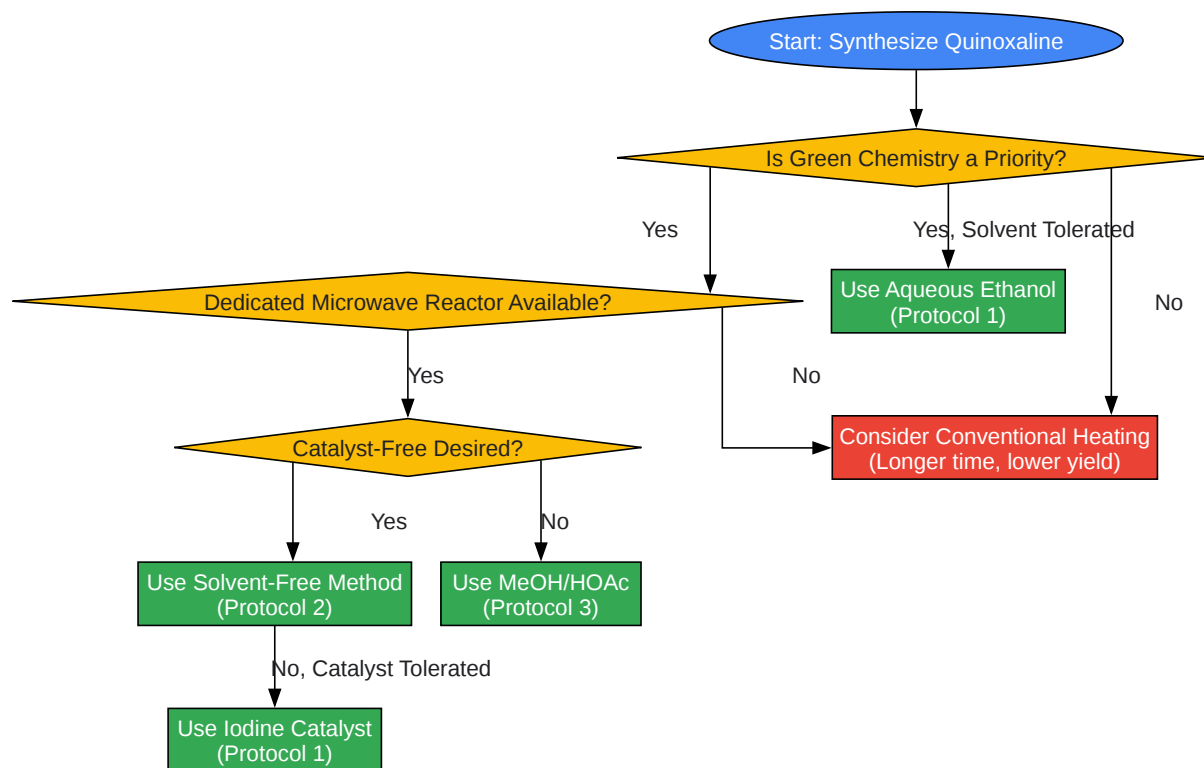 Start: Synthesize Quinoxaline
Is Green Chemistry a Priority?
Yes
Yes, Solvent Tolerated
No
Dedicated Microwave Reactor Available?
Use Aqueous Ethanol
(Protocol 1)
Yes
No
Catalyst-Free Desired?
Consider Conventional Heating
(Longer time, lower yield)
Yes
No
Use Solvent-Free Method
(Protocol 2)
Use MeOH/HOAc
(Protocol 3)
No, Catalyst Tolerated
Use Iodine Catalyst
(Protocol 1)